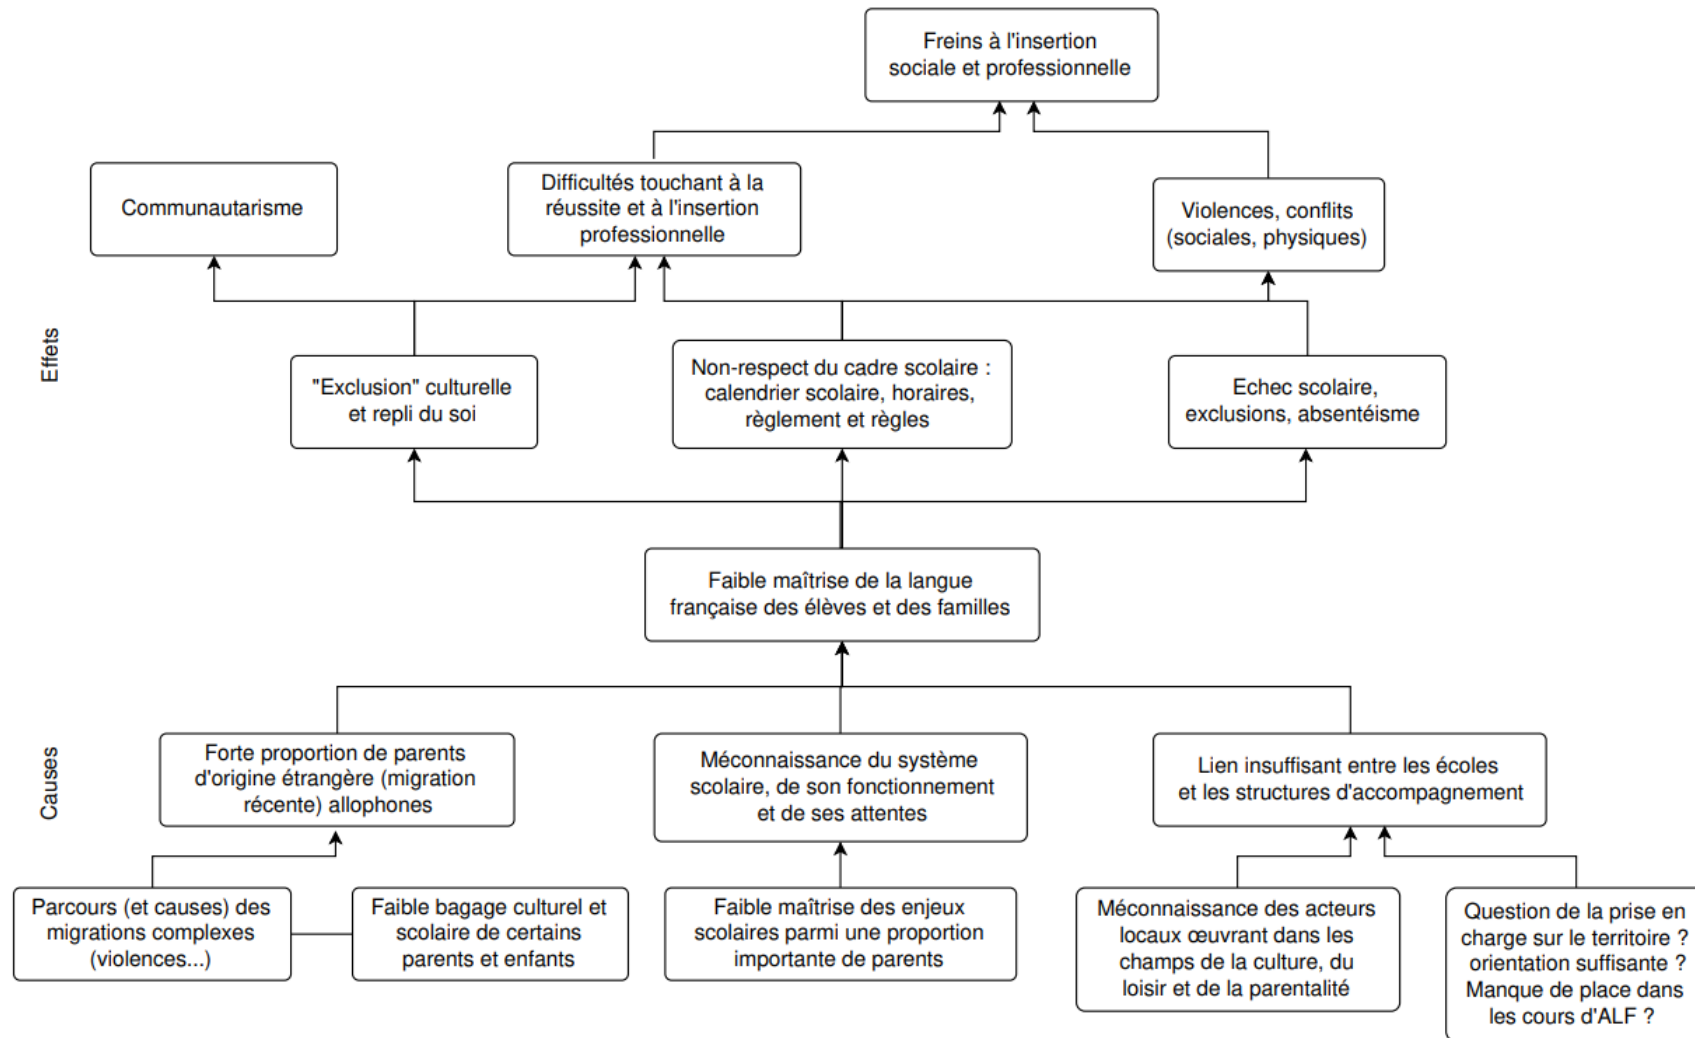 Freins à l'insertion
sociale et professionnelle
Communautarisme
Difficultés touchant à la
réussite et à l'insertion
professionnelle
Violences, conflits
(sociales, physiques)
Effets
"Exclusion" culturelle
et repli du soi
Non-respect du cadre scolaire :
calendrier scolaire, horaires,
règlement et règles
Echec scolaire,
exclusions, absentéisme
Faible maîtrise de la langue
française des élèves et des familles
Causes
Forte proportion de parents
d'origine étrangère (migration
récente) allophones
Méconnaissance du système
scolaire, de son fonctionnement
et de ses attentes
Lien insuffisant entre les écoles
et les structures d'accompagnement
Parcours (et causes) des
migrations complexes
(violences...)
Faible bagage culturel et
scolaire de certains
parents et enfants
Faible maîtrise des enjeux
scolaires parmi une proportion
importante de parents
Méconnaissance des acteurs
locaux œuvrant dans les
champs de la culture, du
loisir et de la parentalité
Question de la prise en
charge sur le territoire ?
orientation suffisante ?
Manque de place dans
les cours d'ALF ?